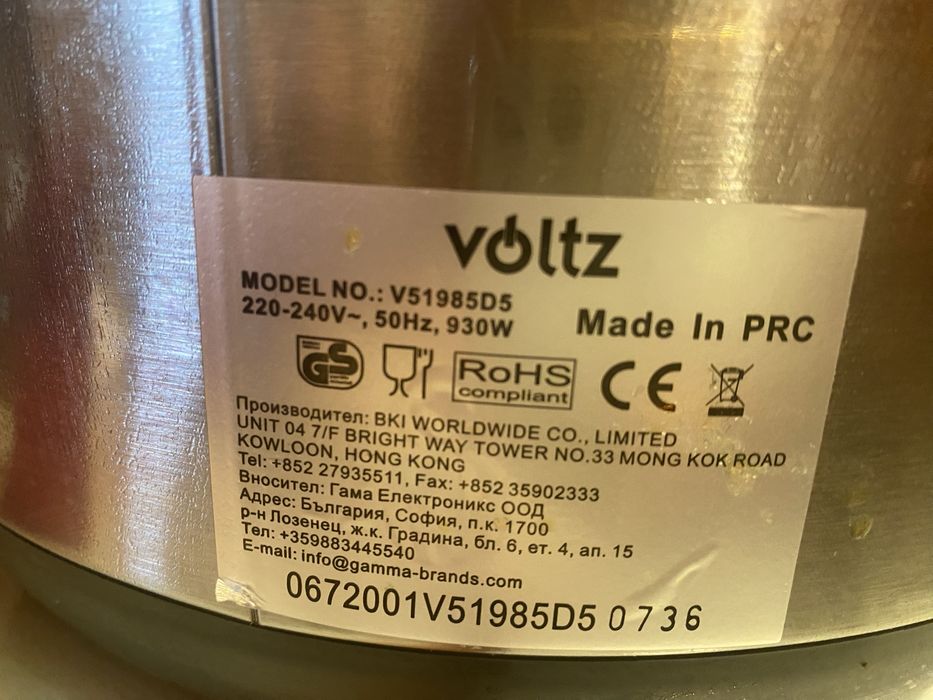 voltz
MODEL NO.: V51985D5
220-240V~, 50Hz, 930W
Made In PRC
GS
RoHS
compliant
CE
Производител: BKI WORLDWIDE CO., LIMITED
UNIT 04 7/F BRIGHT WAY TOWER NO.33 MONG KOK ROAD
KOWLOON, HONG KONG
Tel: +852 27935511, Fax: +852 35902333
Вносител: Гама Електроникс ООД
Адрес: България, София, п.к. 1700
р-н Лозенец, ж.к. Градина, бл. 6, ет. 4, ап. 15
Тел: +359883445540
E-mail: info@gamma-brands.com
0672001V51985D5 0736